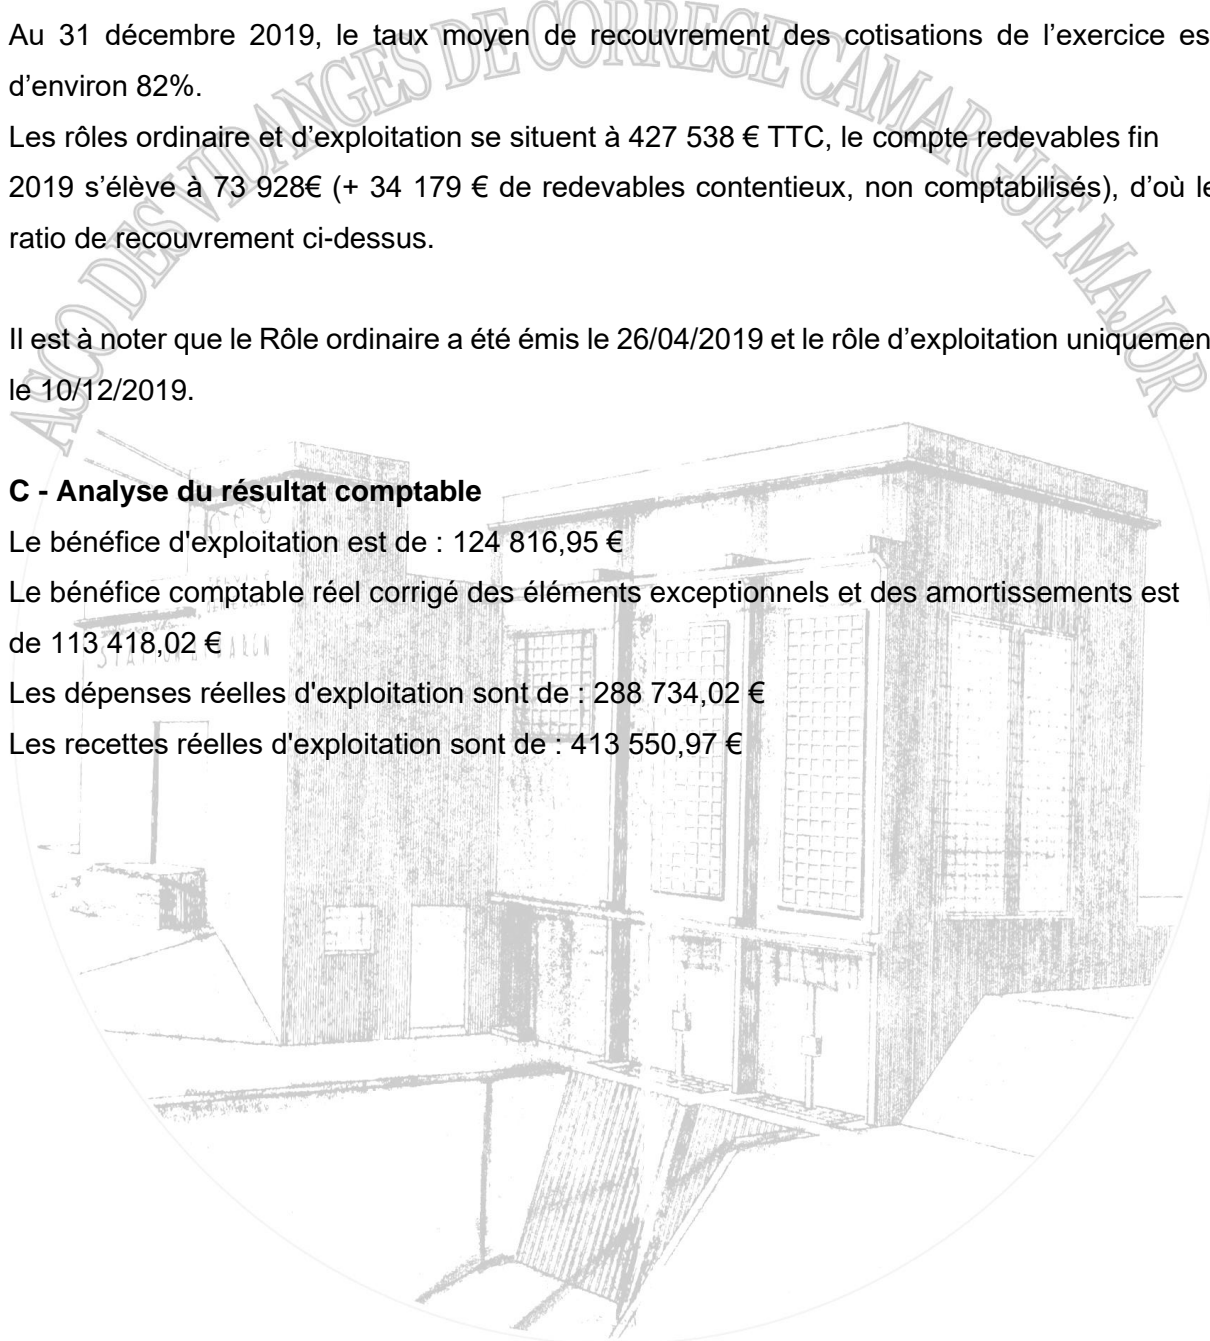 ASCO DES VIDANGES DE CORREGE CAMARGUE MAJOR
Au 31 décembre 2019, le taux moyen de recouvrement des cotisations de l’exercice es
d’environ 82%.
Les rôles ordinaire et d’exploitation se situent à 427 538 € TTC, le compte redevables fin
2019 s’élève à 73 928€ (+ 34 179 € de redevables contentieux, non comptabilisés), d’où le
ratio de recouvrement ci-dessus.
Il est à noter que le Rôle ordinaire a été émis le 26/04/2019 et le rôle d’exploitation uniquemen
le 10/12/2019.
C - Analyse du résultat comptable
Le bénéfice d'exploitation est de : 124 816,95 €
Le bénéfice comptable réel corrigé des éléments exceptionnels et des amortissements est
de 113 418,02 €
Les dépenses réelles d'exploitation sont de : 288 734,02 €
Les recettes réelles d'exploitation sont de : 413 550,97 €